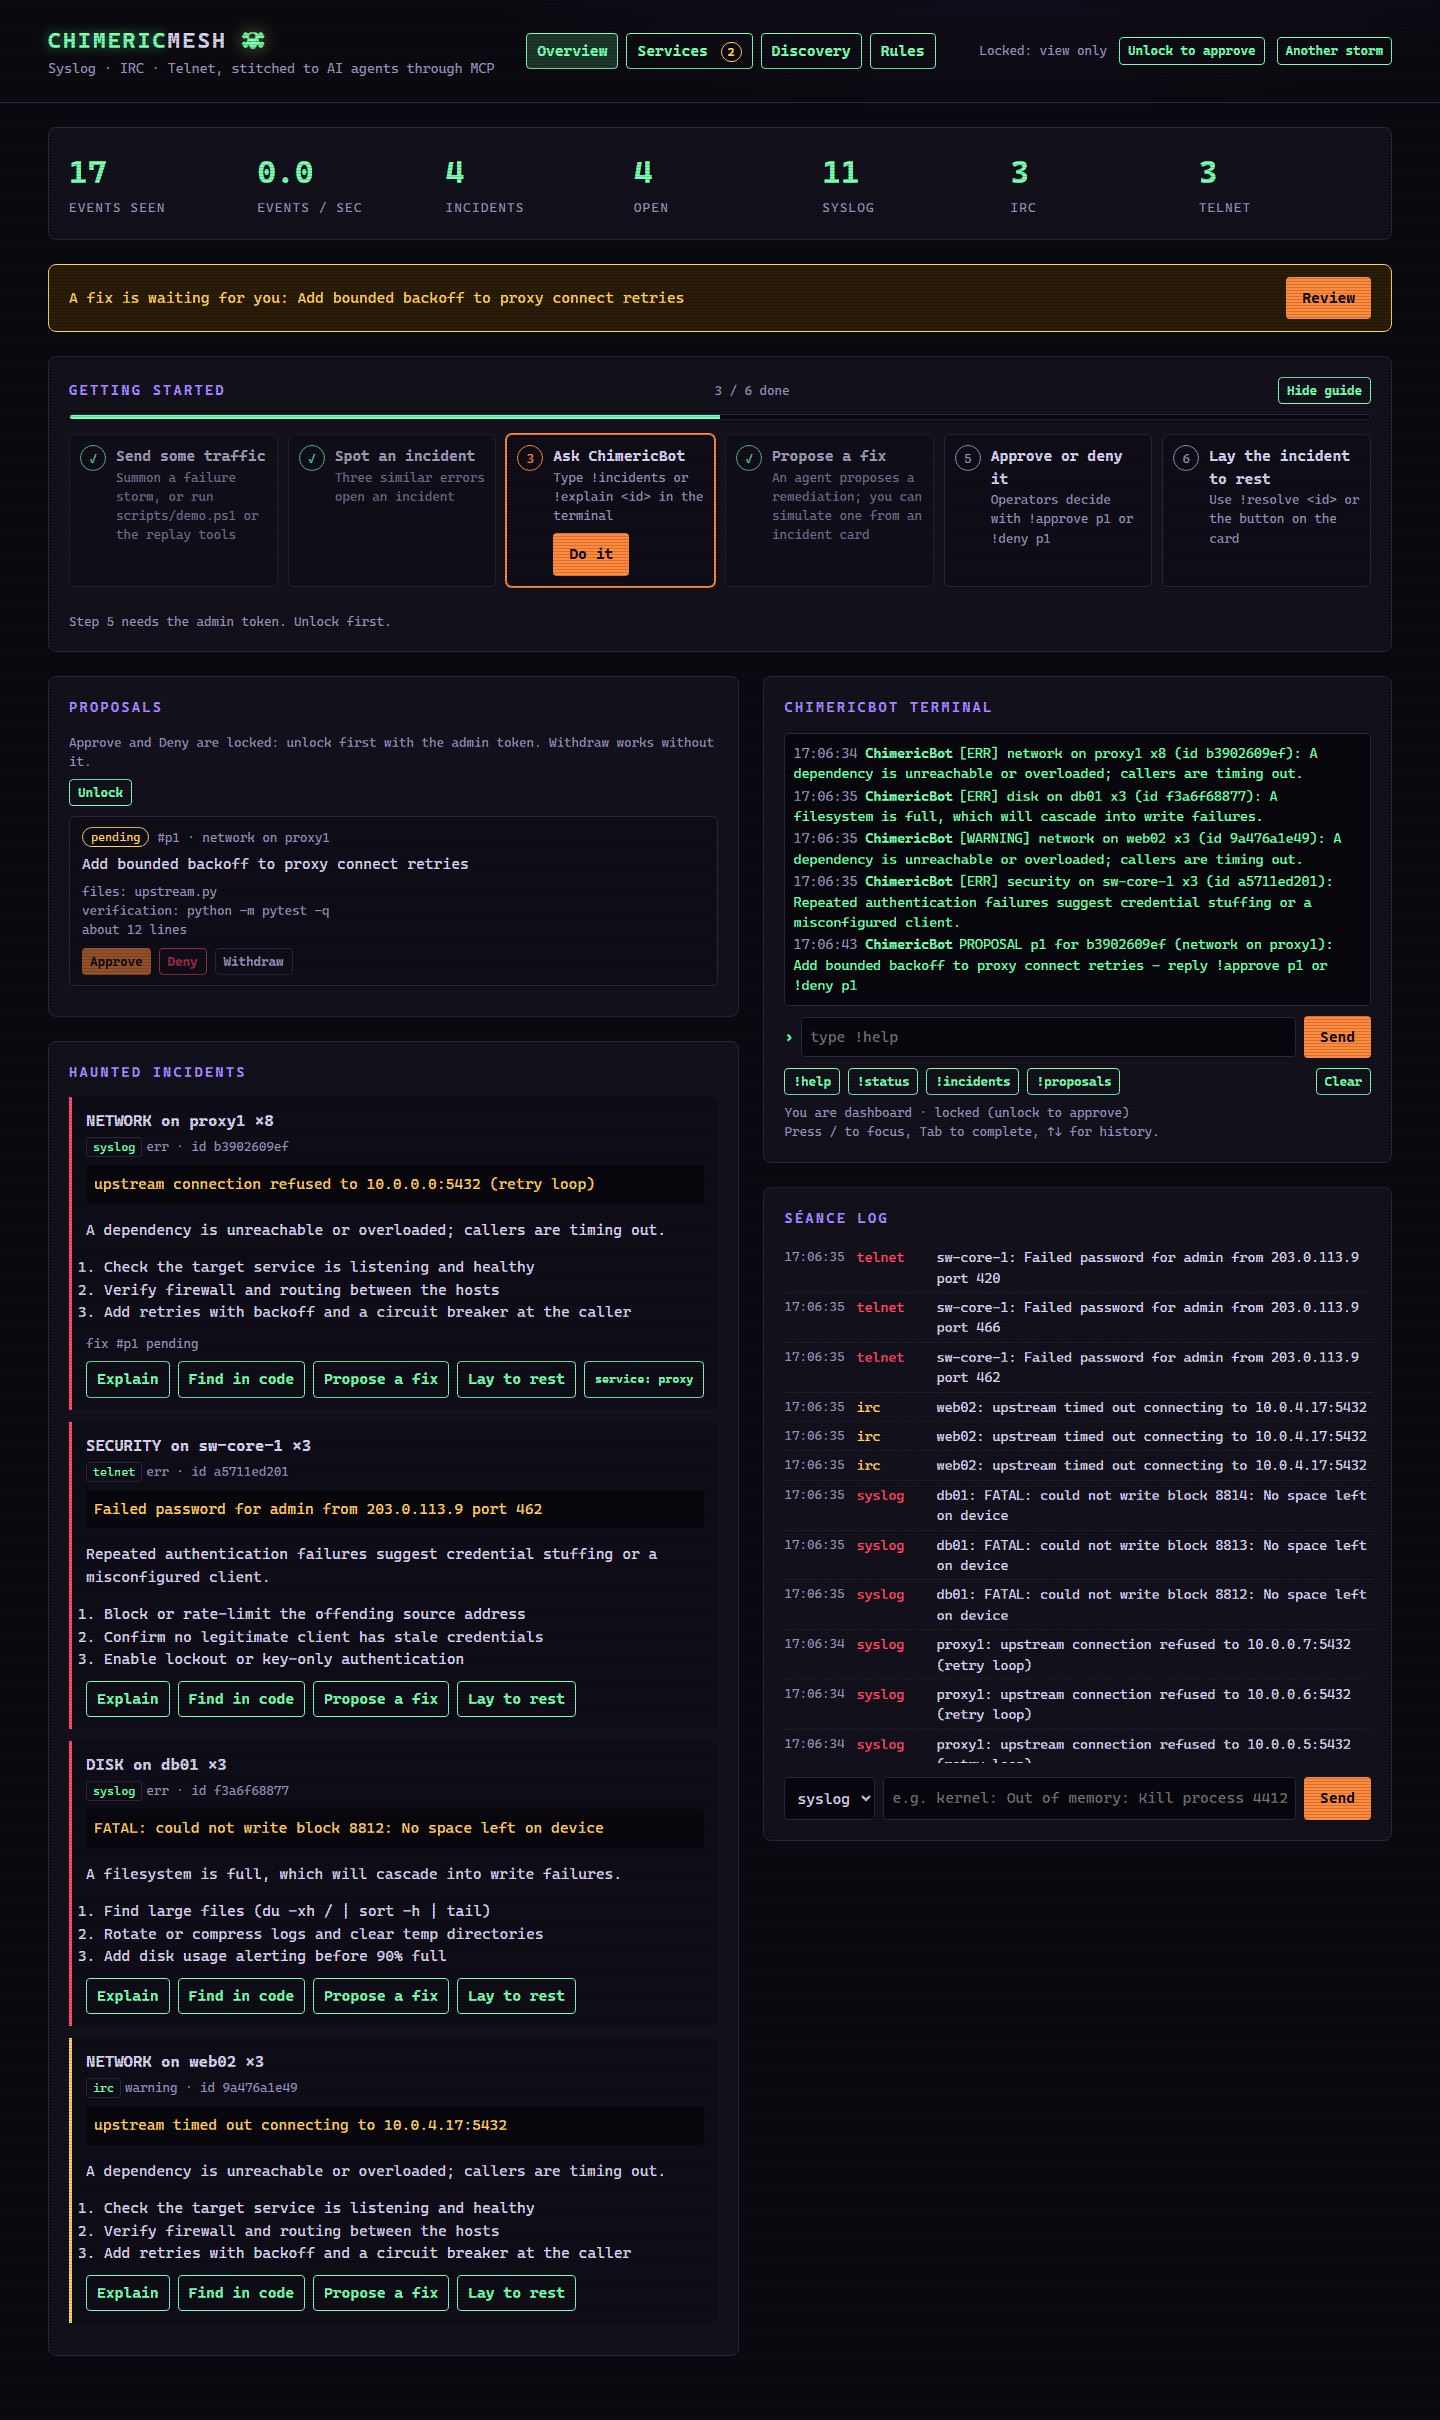 CHIMERICMESH
Syslog · IRC · Telnet, stitched to AI agents through MCP
Overview
Services 2
Discovery
Rules
Locked: view only
Unlock to approve
Another storm
17
EVENTS SEEN
0.0
EVENTS / SEC
4
INCIDENTS
4
OPEN
11
SYSLOG
3
IRC
3
TELNET
A fix is waiting for you: Add bounded backoff to proxy connect retries
Review
GETTING STARTED
3 / 6 done
Hide guide
✓
Send some traffic
Summon a failure
storm, or run
scripts/demo.ps1 or
the replay tools
✓
Spot an incident
Three similar errors
open an incident
3
Ask ChimericBot
Type !incidents or
!explain <id> in the
terminal
Do it
✓
Propose a fix
An agent proposes a
remediation; you can
simulate one from an
incident card
5
Approve or deny
it
Operators decide
with !approve p1 or
!deny p1
6
Lay the incident
to rest
Use !resolve <id> or
the button on the
card
Step 5 needs the admin token. Unlock first.
PROPOSALS
Approve and Deny are locked: unlock first with the admin token. Withdraw works without
it.
Unlock
pending #p1 · network on proxy1
Add bounded backoff to proxy connect retries
files: upstream.py
verification: python -m pytest -q
about 12 lines
Approve
Deny
Withdraw
HAUNTED INCIDENTS
NETWORK on proxy1 ×8
syslog err · id b3902609ef
upstream connection refused to 10.0.0.0:5432 (retry loop)
A dependency is unreachable or overloaded; callers are timing out.
1. Check the target service is listening and healthy
2. Verify firewall and routing between the hosts
3. Add retries with backoff and a circuit breaker at the caller
fix #p1 pending
Explain
Find in code
Propose a fix
Lay to rest
service: proxy
SECURITY on sw-core-1 ×3
telnet err · id a5711ed201
Failed password for admin from 203.0.113.9 port 462
Repeated authentication failures suggest credential stuffing or a
misconfigured client.
1. Block or rate-limit the offending source address
2. Confirm no legitimate client has stale credentials
3. Enable lockout or key-only authentication
Explain
Find in code
Propose a fix
Lay to rest
DISK on db01 ×3
syslog err · id f3a6f68877
FATAL: could not write block 8812: No space left on device
A filesystem is full, which will cascade into write failures.
1. Find large files (du -xh / | sort -h | tail)
2. Rotate or compress logs and clear temp directories
3. Add disk usage alerting before 90% full
Explain
Find in code
Propose a fix
Lay to rest
NETWORK on web02 ×3
irc warning · id 9a476a1e49
upstream timed out connecting to 10.0.4.17:5432
A dependency is unreachable or overloaded; callers are timing out.
1. Check the target service is listening and healthy
2. Verify firewall and routing between the hosts
3. Add retries with backoff and a circuit breaker at the caller
Explain
Find in code
Propose a fix
Lay to rest
CHIMERICBOT TERMINAL
17:06:34 ChimericBot [ERR] network on proxy1 x8 (id b3902609ef): A
dependency is unreachable or overloaded; callers are timing out.
17:06:35 ChimericBot [ERR] disk on db01 x3 (id f3a6f68877): A
filesystem is full, which will cascade into write failures.
17:06:35 ChimericBot [WARNING] network on web02 x3 (id 9a476a1e49): A
dependency is unreachable or overloaded; callers are timing out.
17:06:35 ChimericBot [ERR] security on sw-core-1 x3 (id a5711ed201):
Repeated authentication failures suggest credential stuffing or a
misconfigured client.
17:06:43 ChimericBot PROPOSAL p1 for b3902609ef (network on proxy1):
Add bounded backoff to proxy connect retries — reply !approve p1 or
!deny p1
› type !help
Send
!help
!status
!incidents
!proposals
Clear
You are dashboard · locked (unlock to approve)
Press / to focus, Tab to complete, ↑↓ for history.
SÉANCE LOG
17:06:35 telnet sw-core-1: Failed password for admin from 203.0.113.9
port 420
17:06:35 telnet sw-core-1: Failed password for admin from 203.0.113.9
port 466
17:06:35 telnet sw-core-1: Failed password for admin from 203.0.113.9
port 462
17:06:35 irc web02: upstream timed out connecting to 10.0.4.17:5432
17:06:35 irc web02: upstream timed out connecting to 10.0.4.17:5432
17:06:35 irc web02: upstream timed out connecting to 10.0.4.17:5432
17:06:35 syslog db01: FATAL: could not write block 8814: No space left
on device
17:06:35 syslog db01: FATAL: could not write block 8813: No space left
on device
17:06:35 syslog db01: FATAL: could not write block 8812: No space left
on device
17:06:34 syslog proxy1: upstream connection refused to 10.0.0.7:5432
(retry loop)
17:06:34 syslog proxy1: upstream connection refused to 10.0.0.6:5432
(retry loop)
17:06:34 syslog proxy1: upstream connection refused to 10.0.0.5:5432
syslog
e.g. kernel: Out of memory: Kill process 4412
Send